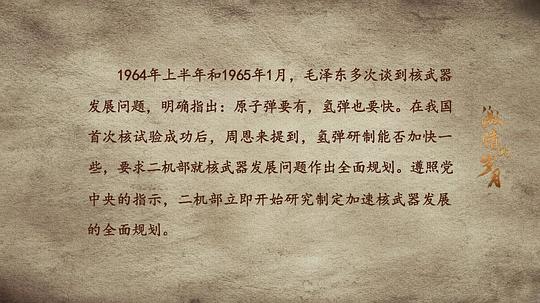 1964年上半年和1965年1月，毛泽东多次谈到核武器
发展问题，明确指出：原子弹要有，氢弹也要快。在我国
首次核试验成功后，周恩来提到，氢弹研制能否加快一
些，要求二机部就核武器发展问题作出全面规划。遵照党
中央的指示，二机部立即开始研究制定加速核武器发展
的全面规划。
激情的岁月